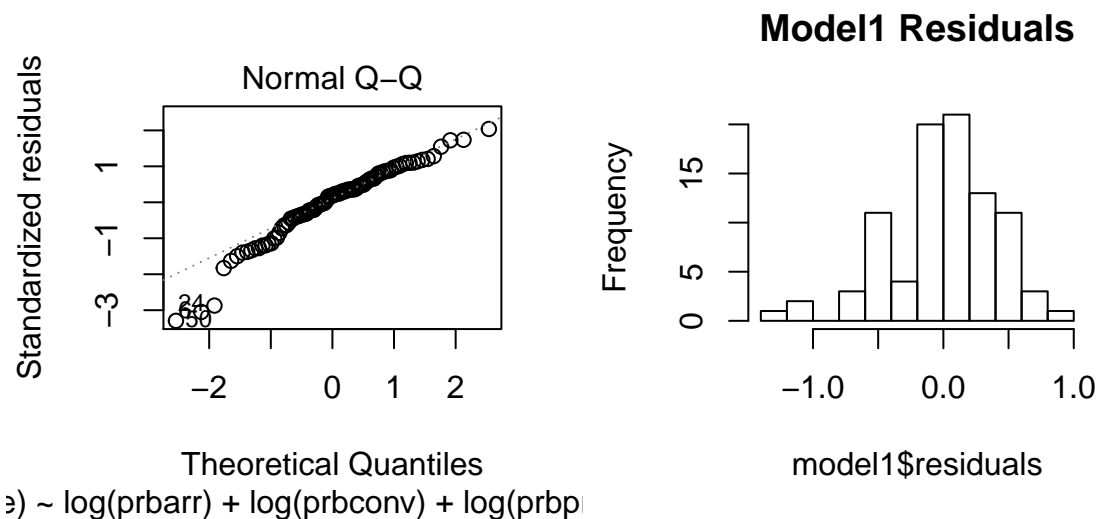 Model1 Residuals
Normal Q−Q
Standardized residuals
1
−1
−3
−2
0
1
2
Theoretical Quantiles
e) ~ log(prbarr) + log(prbconv) + log(prbp
Frequency
15
5
0
−1.0
0.0
1.0
model1$residuals